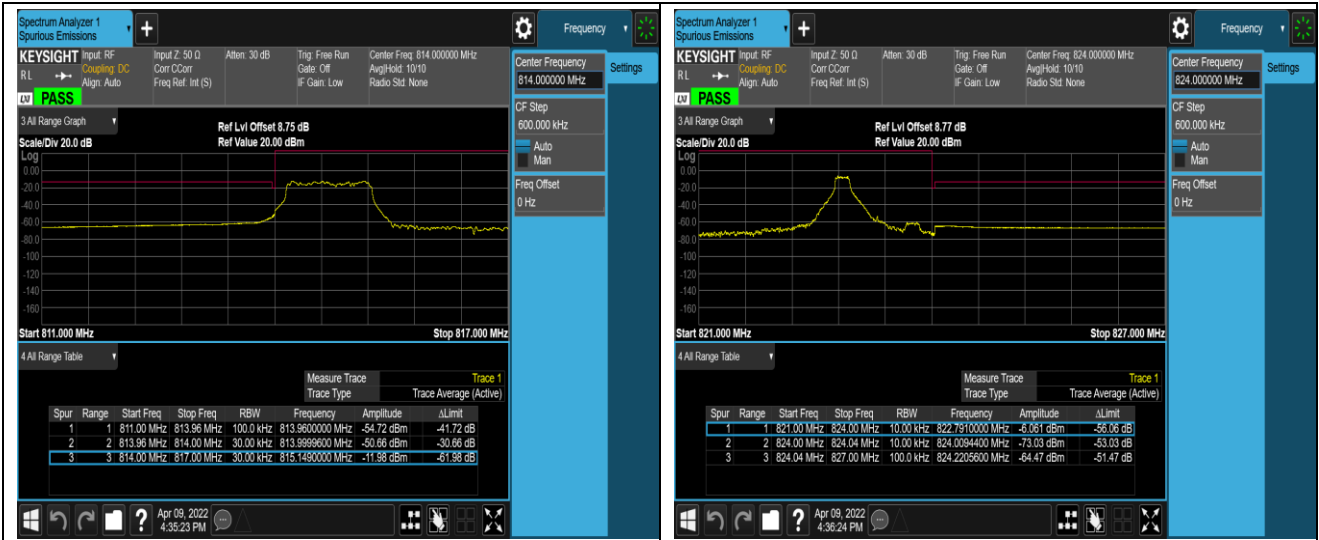 Spectrum Analyzer 1
Spurious Emissions
+
Frequency
KEYSIGHT Input: RF Input Z: 50 Ω Atten: 30 dB Trig: Free Run Center Freq: 814.000000 MHz
Coupling: DC Corr CCorr Gate: Off Avg|Hold: 10/10
R L Align: Auto Freq Ref: Int (S) IF Gain: Low Radio Std: None
LXI PASS
3 All Range Graph
Ref Lvl Offset 8.75 dB
Scale/Div 20.0 dB Ref Value 20.00 dBm
Log
0.00
-20.0
-40.0
-60.0
-80.0
-100
-120
-140
-160
Start 811.000 MHz Stop 817.000 MHz
4 All Range Table
Measure Trace Trace 1
Trace Type Trace Average (Active)
Spur Range Start Freq Stop Freq RBW Frequency Amplitude ΔLimit
1 1 811.00 MHz 813.96 MHz 100.0 kHz 813.9600000 MHz -54.72 dBm -41.72 dB
2 2 813.96 MHz 814.00 MHz 30.00 kHz 813.9999600 MHz -50.66 dBm -30.66 dB
3 3 814.00 MHz 817.00 MHz 30.00 kHz 815.1490000 MHz -11.98 dBm -61.98 dB
Center Frequency
814.000000 MHz
Settings
CF Step
600.000 kHz
Auto
Man
Freq Offset
0 Hz
?
Apr 09, 2022
4:35:23 PM
Spectrum Analyzer 1
Spurious Emissions
+
Frequency
KEYSIGHT Input: RF Input Z: 50 Ω Atten: 30 dB Trig: Free Run Center Freq: 824.000000 MHz
Coupling: DC Corr CCorr Gate: Off Avg|Hold: 10/10
R L Align: Auto Freq Ref: Int (S) IF Gain: Low Radio Std: None
LXI PASS
3 All Range Graph
Ref Lvl Offset 8.77 dB
Scale/Div 20.0 dB Ref Value 20.00 dBm
Log
0.00
-20.0
-40.0
-60.0
-80.0
-100
-120
-140
-160
Start 821.000 MHz Stop 827.000 MHz
4 All Range Table
Measure Trace Trace 1
Trace Type Trace Average (Active)
Spur Range Start Freq Stop Freq RBW Frequency Amplitude ΔLimit
1 1 821.00 MHz 824.00 MHz 10.00 kHz 822.7910000 MHz -6.061 dBm -56.06 dB
2 2 824.00 MHz 824.04 MHz 10.00 kHz 824.0094400 MHz -73.03 dBm -53.03 dB
3 3 824.04 MHz 827.00 MHz 100.0 kHz 824.2205600 MHz -64.47 dBm -51.47 dB
Center Frequency
824.000000 MHz
Settings
CF Step
600.000 kHz
Auto
Man
Freq Offset
0 Hz
?
Apr 09, 2022
4:36:24 PM